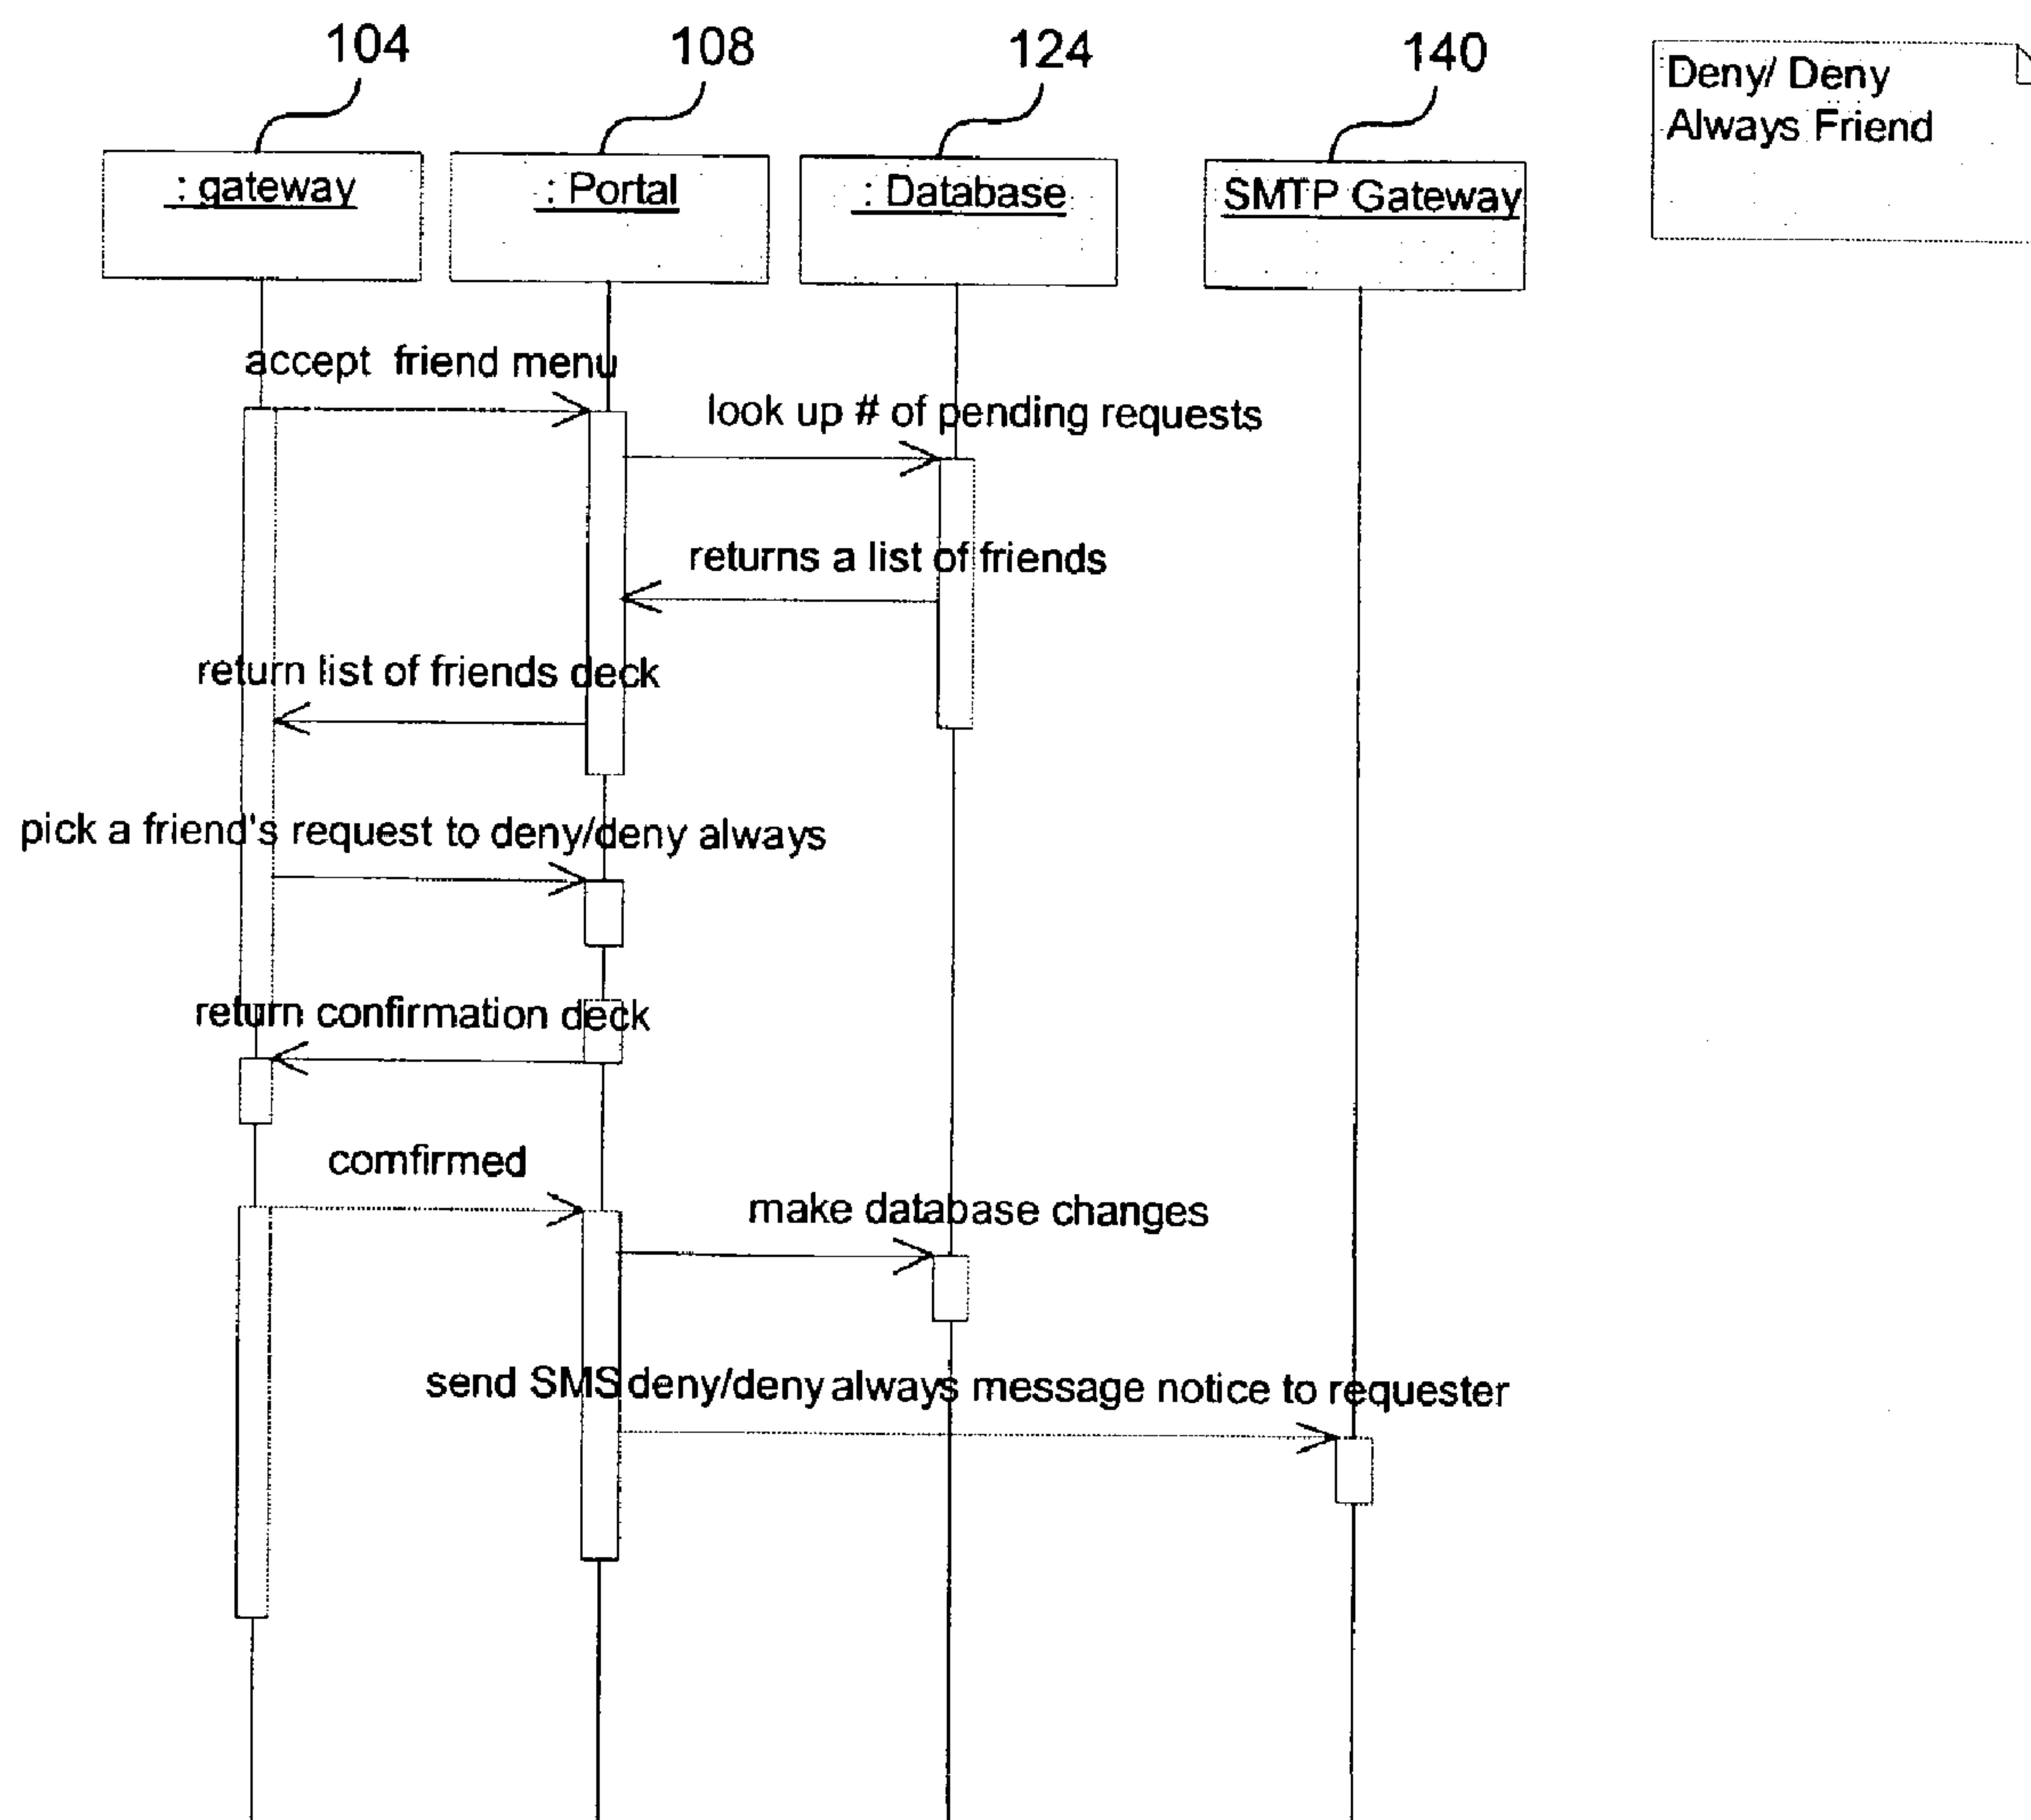 104
108
124
140
Deny/ Deny
Always Friend
: gateway
: Portal
: Database
SMTP Gateway
accept friend menu
look up # of pending requests
returns a list of friends
return list of friends deck
pick a friend's request to deny/deny always
return confirmation deck
comfirmed
make database changes
send SMS deny/deny always message notice to requester